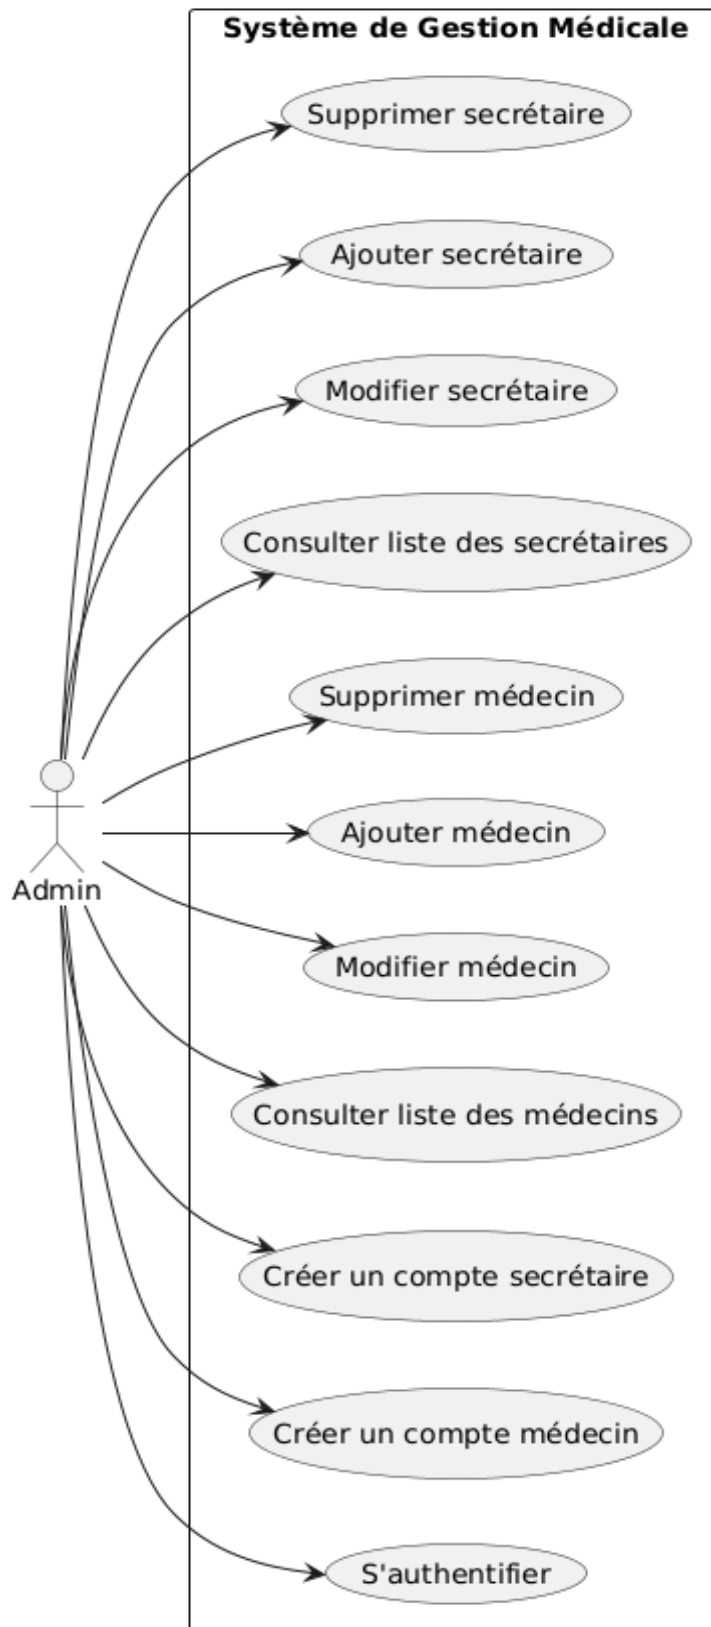 Système de Gestion Médicale
Supprimer secrétaire
Ajouter secrétaire
Modifier secrétaire
Consulter liste des secrétaires
Supprimer médecin
Ajouter médecin
Admin
Modifier médecin
Consulter liste des médecins
Créer un compte secrétaire
Créer un compte médecin
S'authentifier